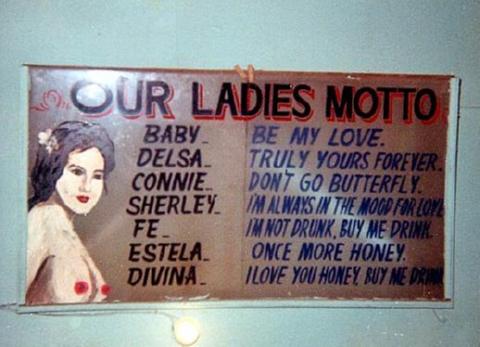 OUR LADIES MOTTO
BABY_ BE MY LOVE.
DELSA_ TRULY YOURS FOREVER.
CONNIE_ DON'T GO BUTTERFLY.
SHERLEY_ I'M ALWAYS IN THE MOOD FOR LOVE
FE_ I'M NOT DRUNK, BUY ME DRINK.
ESTELA_ ONCE MORE HONEY.
DIVINA_ I LOVE YOU HONEY, BUY ME DRINK